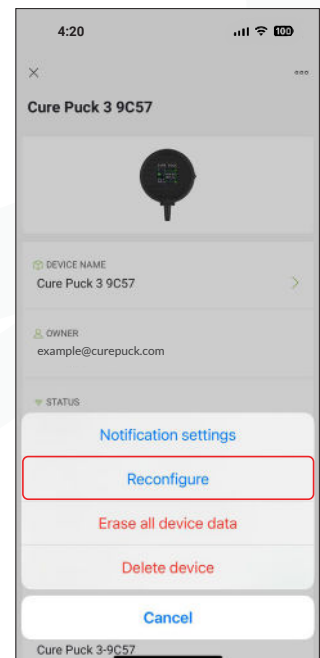 4:20
100
Cure Puck 3 9C57
DEVICE NAME
Cure Puck 3 9C57
OWNER
example@curepuck.com
STATUS
Notification settings
Reconfigure
Erase all device data
Delete device
Cancel
Cure Puck 3-9C57